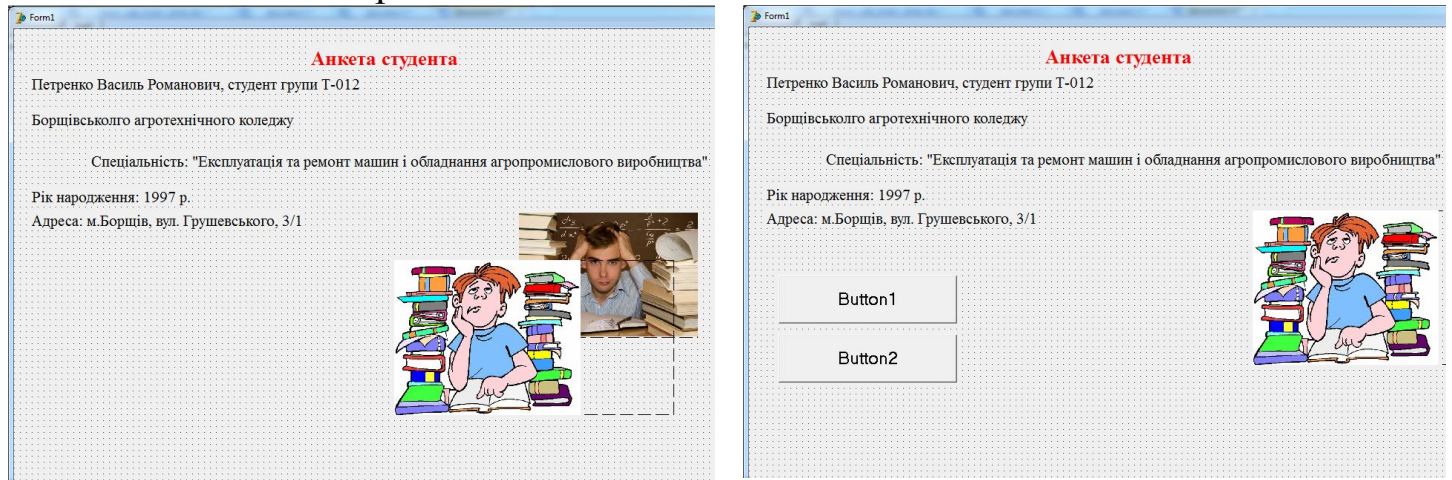 Form1
Анкета студента
Петренко Василь Романович, студент групи Т-012
Борщівськолго агротехнічного коледжу
Спеціальність: "Експлуатація та ремонт машин і обладнання агропромислового виробництва"
Рік народження: 1997 р.
Адреса: м.Борщів, вул. Грушевського, 3/1
Form1
Анкета студента
Петренко Василь Романович, студент групи Т-012
Борщівськолго агротехнічного коледжу
Спеціальність: "Експлуатація та ремонт машин і обладнання агропромислового виробництва"
Рік народження: 1997 р.
Адреса: м.Борщів, вул. Грушевського, 3/1
Button1
Button2